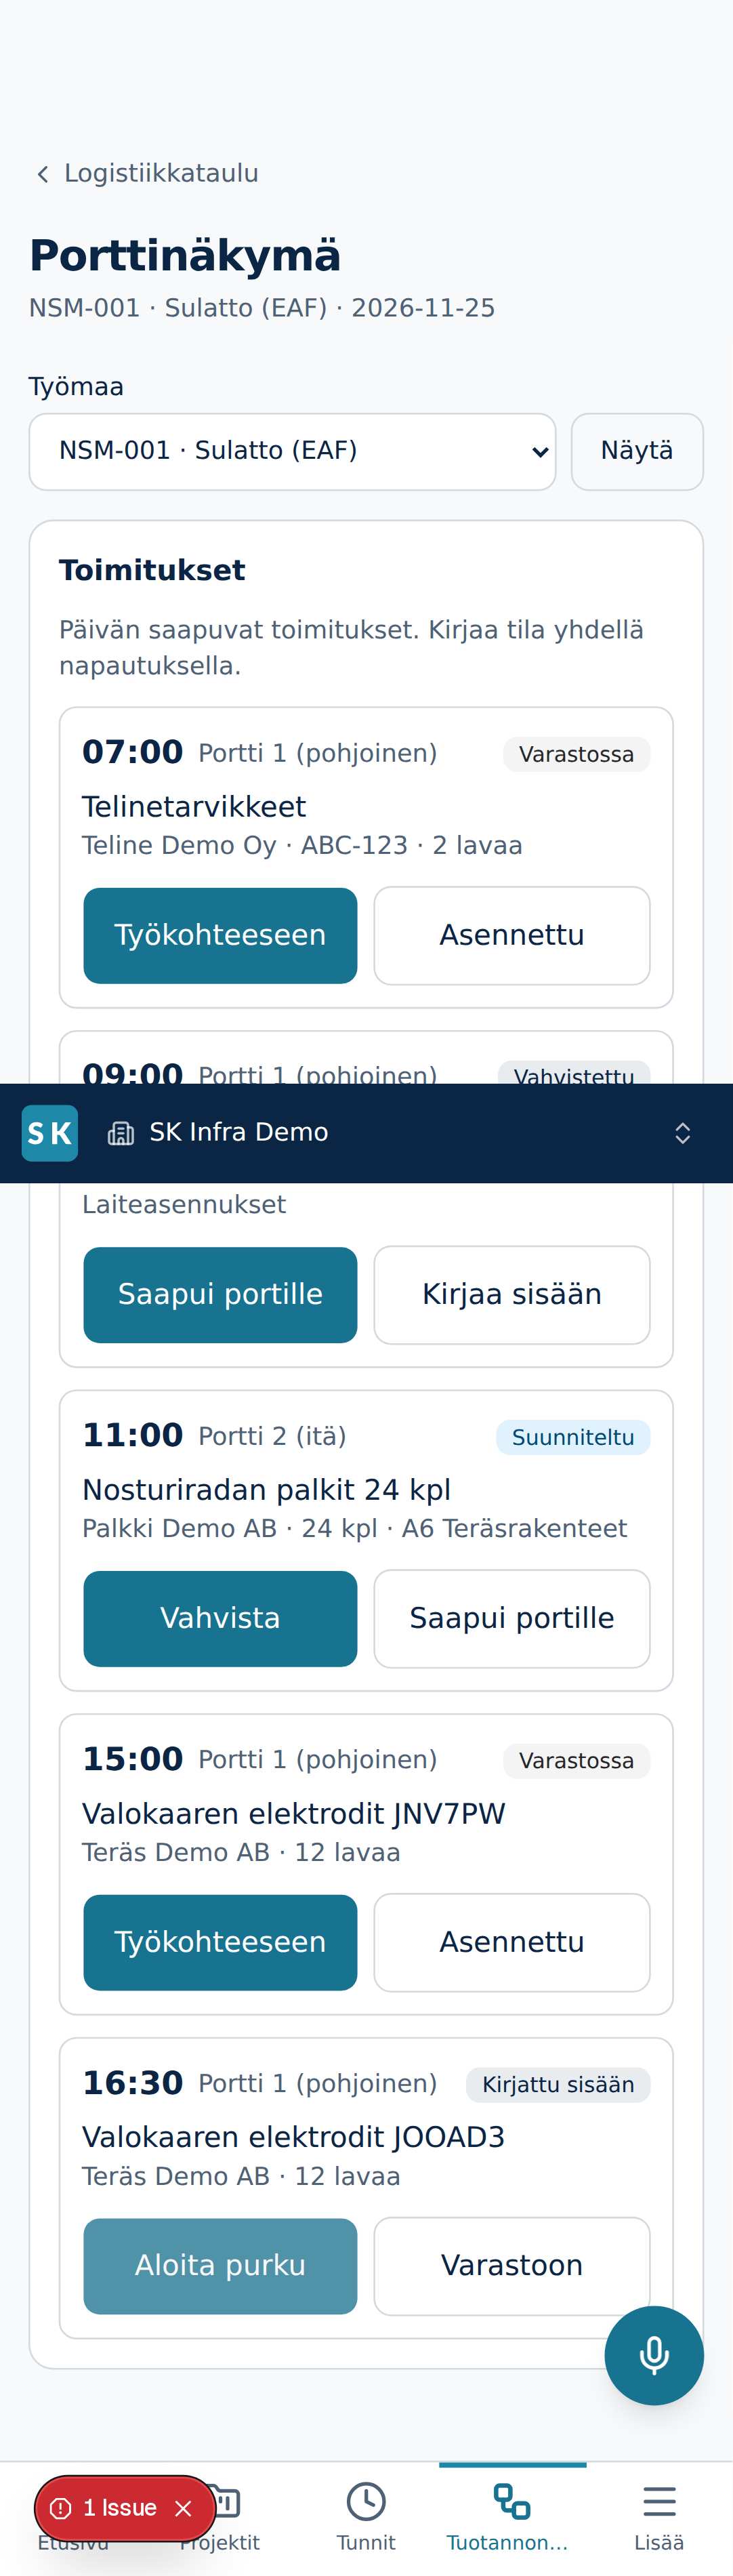 Logistiikkataulu
Porttinäkymä
NSM-001 · Sulatto (EAF) · 2026-11-25
Työmaa
NSM-001 · Sulatto (EAF)
Näytä
Toimitukset
Päivän saapuvat toimitukset. Kirjaa tila yhdellä
napautuksella.
07:00 Portti 1 (pohjoinen) Varastossa
Telinetarvikkeet
Teline Demo Oy · ABC-123 · 2 lavaa
Työkohteeseen Asennettu
09:00 Portti 1 (pohjoinen) Vahvistettu
SK SK Infra Demo
Laiteasennukset
Saapui portille Kirjaa sisään
11:00 Portti 2 (itä) Suunniteltu
Nosturiradan palkit 24 kpl
Palkki Demo AB · 24 kpl · A6 Teräsrakenteet
Vahvista Saapui portille
15:00 Portti 1 (pohjoinen) Varastossa
Valokaaren elektrodit JNV7PW
Teräs Demo AB · 12 lavaa
Työkohteeseen Asennettu
16:30 Portti 1 (pohjoinen) Kirjattu sisään
Valokaaren elektrodit JOOAD3
Teräs Demo AB · 12 lavaa
Aloita purku Varastoon
1 Issue
Etusivu Projektit Tunnit Tuotannon... Lisää